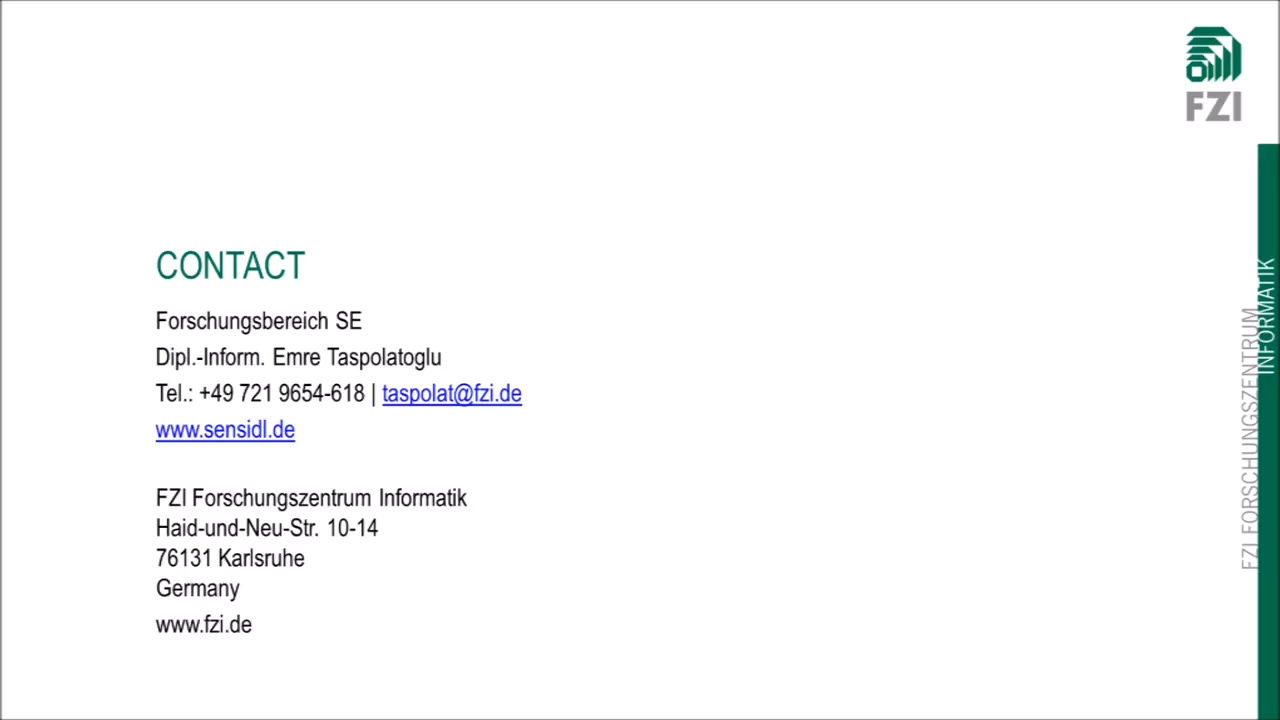 FZI
CONTACT
Forschungsbereich SE
Dipl.-Inform. Emre Taspolatoglu
Tel.: +49 721 9654-618 | taspolat@fzi.de
www.sensidl.de
FZI Forschungszentrum Informatik
Haid-und-Neu-Str. 10-14
76131 Karlsruhe
Germany
www.fzi.de
FZI FORSCHUNGSZENTRUM
INFORMATIK